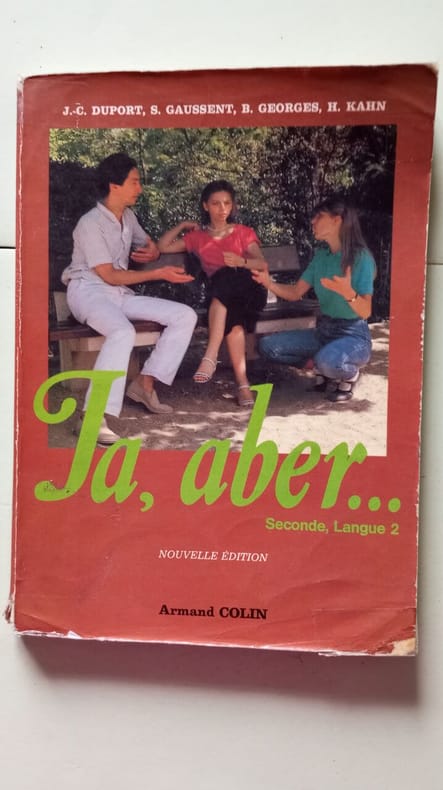 J.-C. DUPORT, S. GAUSSENT, B. GEORGES, H. KAHN
Ja, aber...
Seconde, Langue 2
NOUVELLE ÉDITION
Armand COLIN